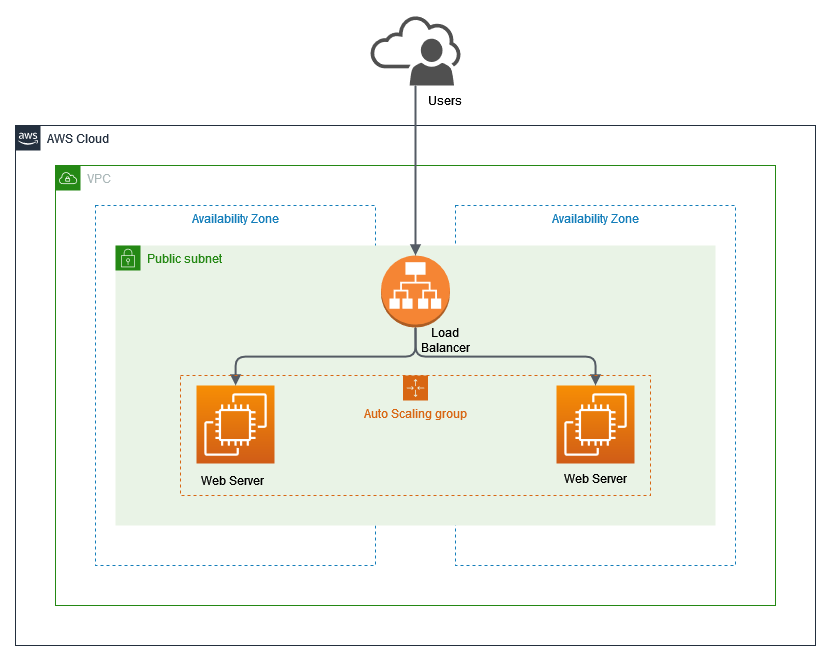 Users
aws
AWS Cloud
VPC
Availability Zone
Availability Zone
Public subnet
Load
Balancer
Auto Scaling group
Web Server
Web Server